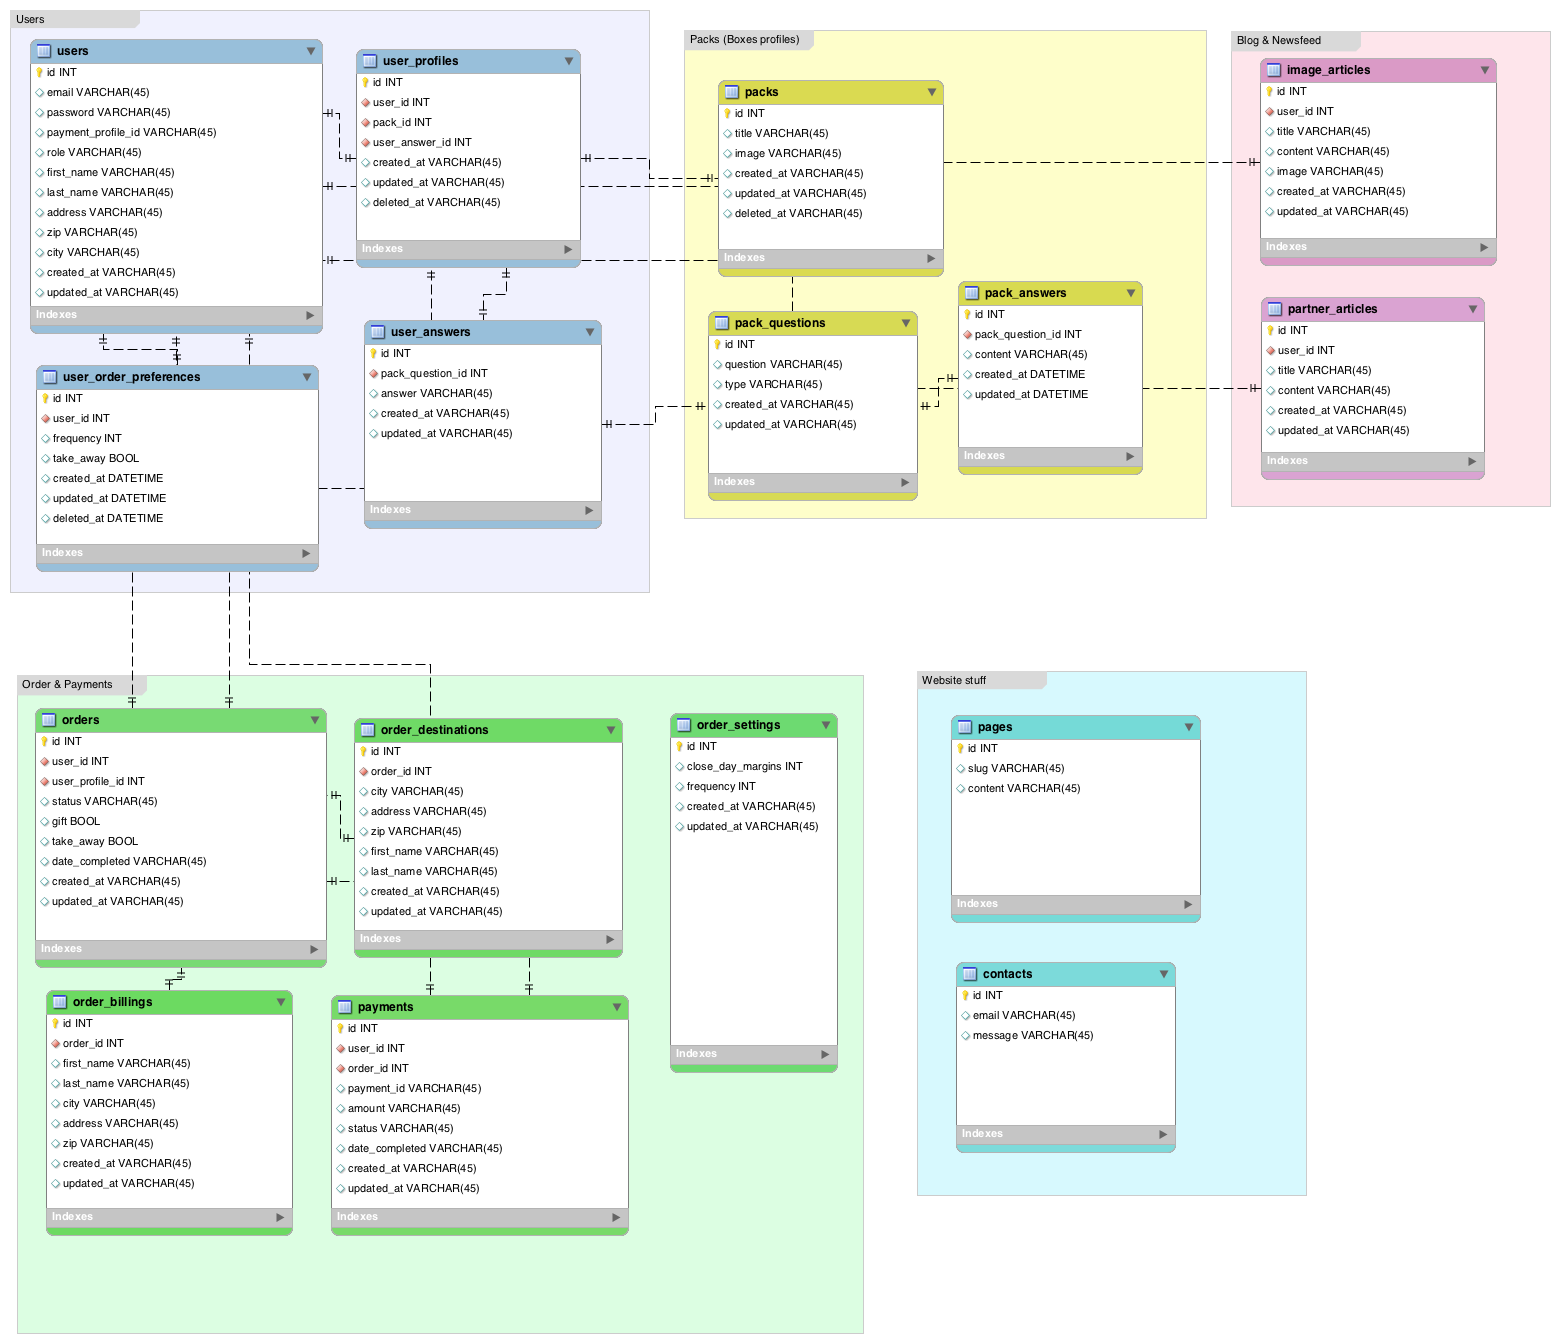 Users
users
id INT
email VARCHAR(45)
password VARCHAR(45)
payment_profile_id VARCHAR(45)
role VARCHAR(45)
first_name VARCHAR(45)
last_name VARCHAR(45)
address VARCHAR(45)
zip VARCHAR(45)
city VARCHAR(45)
created_at VARCHAR(45)
updated_at VARCHAR(45)
Indexes
user_profiles
id INT
user_id INT
pack_id INT
user_answer_id INT
created_at VARCHAR(45)
updated_at VARCHAR(45)
deleted_at VARCHAR(45)
Indexes
user_order_preferences
id INT
user_id INT
frequency INT
take_away BOOL
created_at DATETIME
updated_at DATETIME
deleted_at DATETIME
Indexes
user_answers
id INT
pack_question_id INT
answer VARCHAR(45)
created_at VARCHAR(45)
updated_at VARCHAR(45)
Indexes
Packs (Boxes profiles)
packs
id INT
title VARCHAR(45)
image VARCHAR(45)
created_at VARCHAR(45)
updated_at VARCHAR(45)
deleted_at VARCHAR(45)
Indexes
pack_questions
id INT
question VARCHAR(45)
type VARCHAR(45)
created_at VARCHAR(45)
updated_at VARCHAR(45)
Indexes
pack_answers
id INT
pack_question_id INT
content VARCHAR(45)
created_at DATETIME
updated_at DATETIME
Indexes
Blog & Newsfeed
image_articles
id INT
user_id INT
title VARCHAR(45)
content VARCHAR(45)
image VARCHAR(45)
created_at VARCHAR(45)
updated_at VARCHAR(45)
Indexes
partner_articles
id INT
user_id INT
title VARCHAR(45)
content VARCHAR(45)
created_at VARCHAR(45)
updated_at VARCHAR(45)
Indexes
Order & Payments
orders
id INT
user_id INT
user_profile_id INT
status VARCHAR(45)
gift BOOL
take_away BOOL
date_completed VARCHAR(45)
created_at VARCHAR(45)
updated_at VARCHAR(45)
Indexes
order_destinations
id INT
order_id INT
city VARCHAR(45)
address VARCHAR(45)
zip VARCHAR(45)
first_name VARCHAR(45)
last_name VARCHAR(45)
created_at VARCHAR(45)
updated_at VARCHAR(45)
Indexes
order_settings
id INT
close_day_margins INT
frequency INT
created_at VARCHAR(45)
updated_at VARCHAR(45)
Indexes
order_billings
id INT
order_id INT
first_name VARCHAR(45)
last_name VARCHAR(45)
city VARCHAR(45)
address VARCHAR(45)
zip VARCHAR(45)
created_at VARCHAR(45)
updated_at VARCHAR(45)
Indexes
payments
id INT
user_id INT
order_id INT
payment_id VARCHAR(45)
amount VARCHAR(45)
status VARCHAR(45)
date_completed VARCHAR(45)
created_at VARCHAR(45)
updated_at VARCHAR(45)
Indexes
Website stuff
pages
id INT
slug VARCHAR(45)
content VARCHAR(45)
Indexes
contacts
id INT
email VARCHAR(45)
message VARCHAR(45)
Indexes